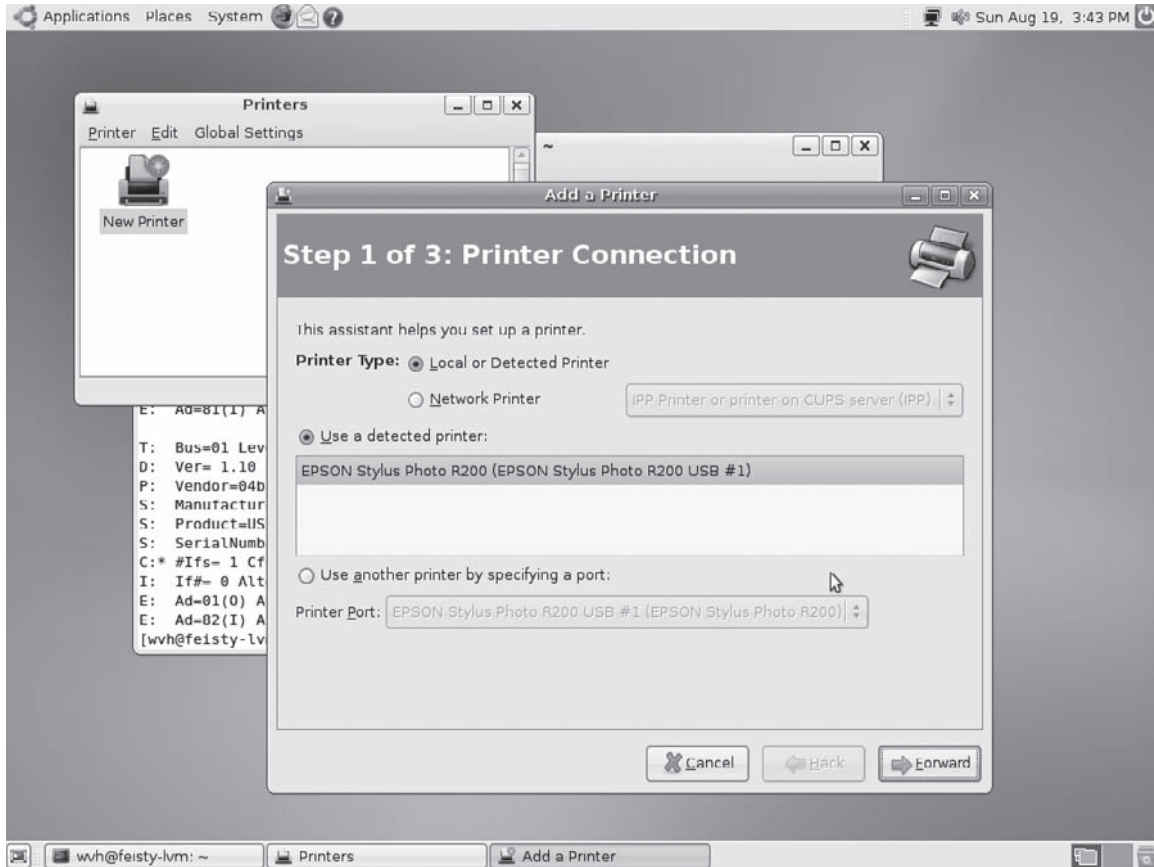 Applications Places System
Sun Aug 19, 3:43 PM
Printers
Printer Edit Global Settings
New Printer
~
Add a Printer
Step 1 of 3: Printer Connection
This assistant helps you set up a printer.
Printer Type: Local or Detected Printer
Network Printer
IPP Printer or printer on CUPS server (IPP)
Use a detected printer:
EPSON Stylus Photo R200 (EPSON Stylus Photo R200 USB #1)
Use another printer by specifying a port:
Printer Port: EPSON Stylus Photo R200 USB #1 (EPSON Stylus Photo R200)
Cancel
Back
Forward
E: Ad=81(I) A
T: Bus=01 Lev
D: Ver= 1.10
P: Vendor=04b
S: Manufactur
S: Product=US
S: SerialNumb
C:* #Ifs= 1 Cf
I: If#= 0 Alt
E: Ad=01(O) A
E: Ad=82(I) A
[wvh@feisty-lv
wvh@feisty-lvm: ~
Printers
Add a Printer